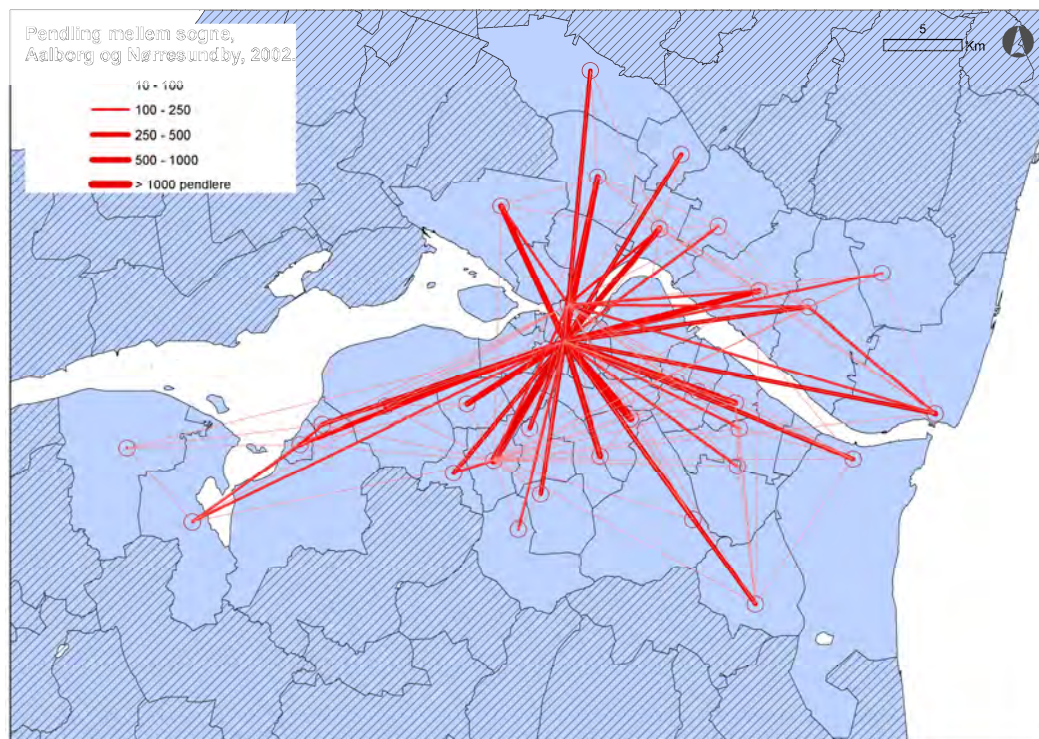 Pendling mellem sogne,
Aalborg og Nørresundby, 2002.
10 - 100
100 - 250
250 - 500
500 - 1000
> 1000 pendlere
5
Km